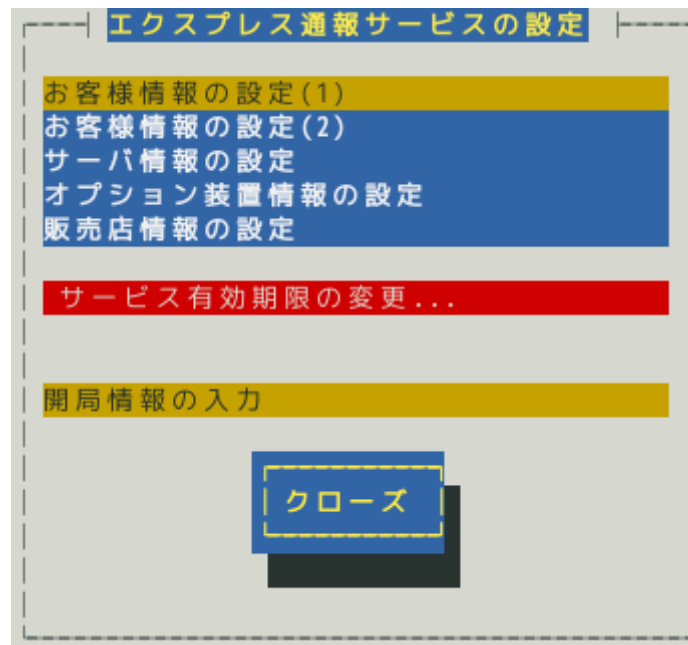 エクスプレス通報サービスの設定
お客様情報の設定(1)
お客様情報の設定(2)
サーバ情報の設定
オプション装置情報の設定
販売店情報の設定
サービス有効期限の変更...
開局情報の入力
クローズ